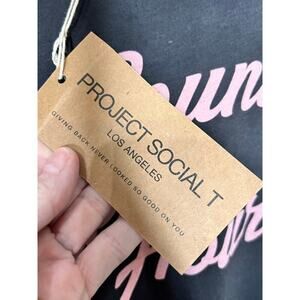 PROJECT SOCIAL T
LOS ANGELES
GIVING BACK NEVER LOOKED SO GOOD ON YOU